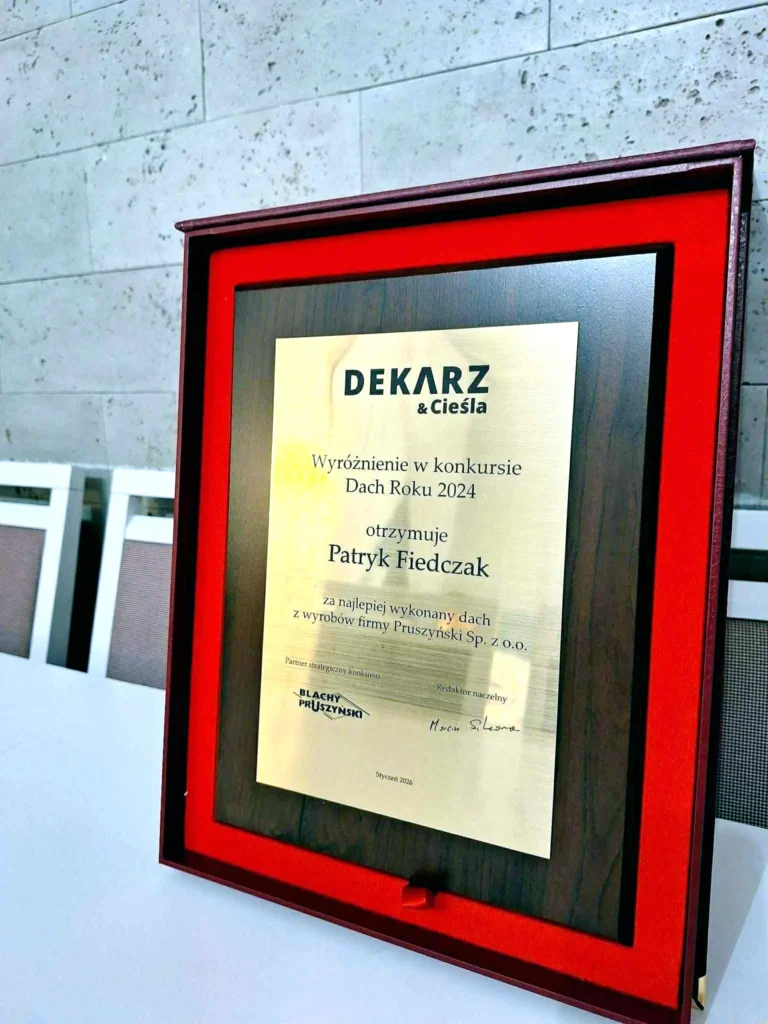 DEKARZ
& Cieśla
Wyróżnienie w konkursie
Dach Roku 2024
otrzymuje
Patryk Fiedczak
za najlepiej wykonany dach
z wyrobów firmy Pruszyński Sp. z o.o.
Partner strategiczny konkursu
Redaktor naczelny
BLACHY
PRUSZYŃSKI
Styczeń 2026